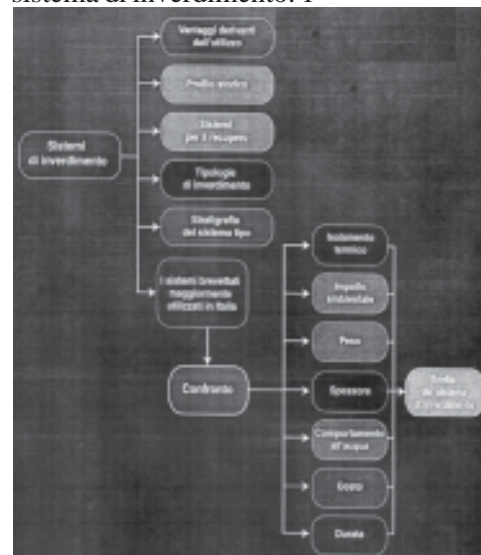 sistema di inverdimento.
Vantaggi derivanti
dall'utilizzo
Profilo storico
Sistemi
per il recupero
Sistemi
di inverdimento
Tipologie
di inverdimento
Stratigrafia
del sistema tipo
I sistemi brevettati
maggiormente
utilizzati in Italia
Confronto
Isolamento
termico
Impatto
ambientale
Peso
Spessore
Comportamento
all'acqua
Costo
Durata
Scelta
del sistema
di inverdimento